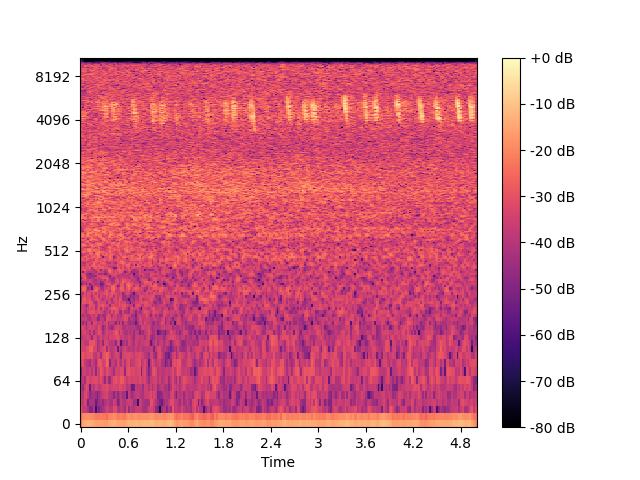 8192
4096
2048
1024
512
256
128
64
0
Hz
0 0.6 1.2 1.8 2.4 3 3.6 4.2 4.8
Time
+0 dB
-10 dB
-20 dB
-30 dB
-40 dB
-50 dB
-60 dB
-70 dB
-80 dB